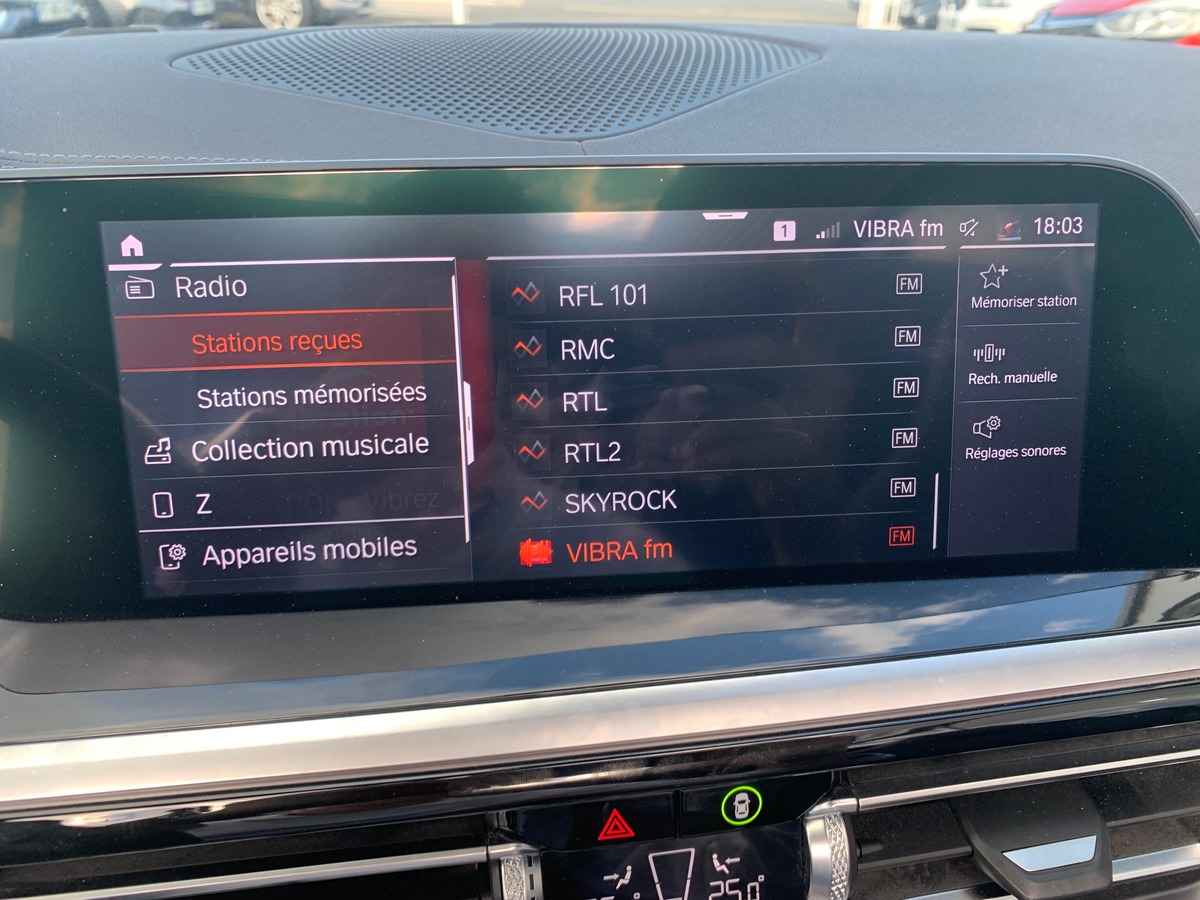 1 VIBRA fm 18:03
Radio
Stations reçues
Stations mémorisées
Collection musicale
Z
Vibrez
Appareils mobiles
RFL 101 FM
RMC FM
RTL FM
RTL2 FM
SKYROCK FM
VIBRA fm FM
Mémoriser station
Rech. manuelle
Réglages sonores
25.0°